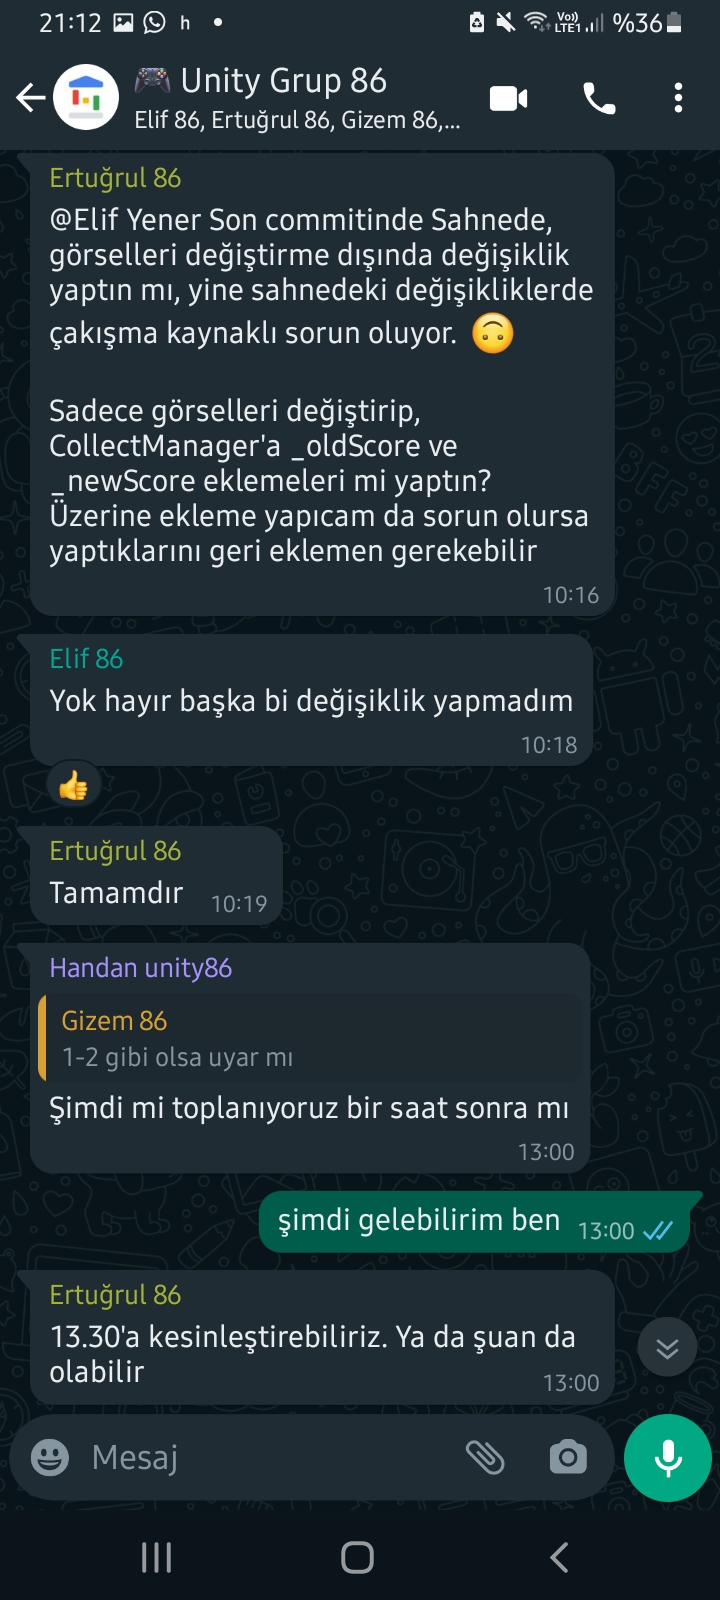 21:12 h %36
Vo)) LTE1
🎮 Unity Grup 86
Elif 86, Ertuğrul 86, Gizem 86,...
Ertuğrul 86
@Elif Yener Son commitinde Sahnede,
görselleri değiştirme dışında değişiklik
yaptın mı, yine sahnedeki değişikliklerde
çakışma kaynaklı sorun oluyor. 🙃
Sadece görselleri değiştirip,
CollectManager'a _oldScore ve
_newScore eklemeleri mi yaptın?
Üzerine ekleme yapıcam da sorun olursa
yaptıklarını geri eklemen gerekebilir
10:16
Elif 86
Yok hayır başka bi değişiklik yapmadım
10:18
👍
Ertuğrul 86
Tamamdır 10:19
Handan unity86
Gizem 86
1-2 gibi olsa uyar mı
Şimdi mi toplanıyoruz bir saat sonra mı
13:00
şimdi gelebilirim ben 13:00
Ertuğrul 86
13.30'a kesinleştirebiliriz. Ya da şuan da
olabilir 13:00
Mesaj